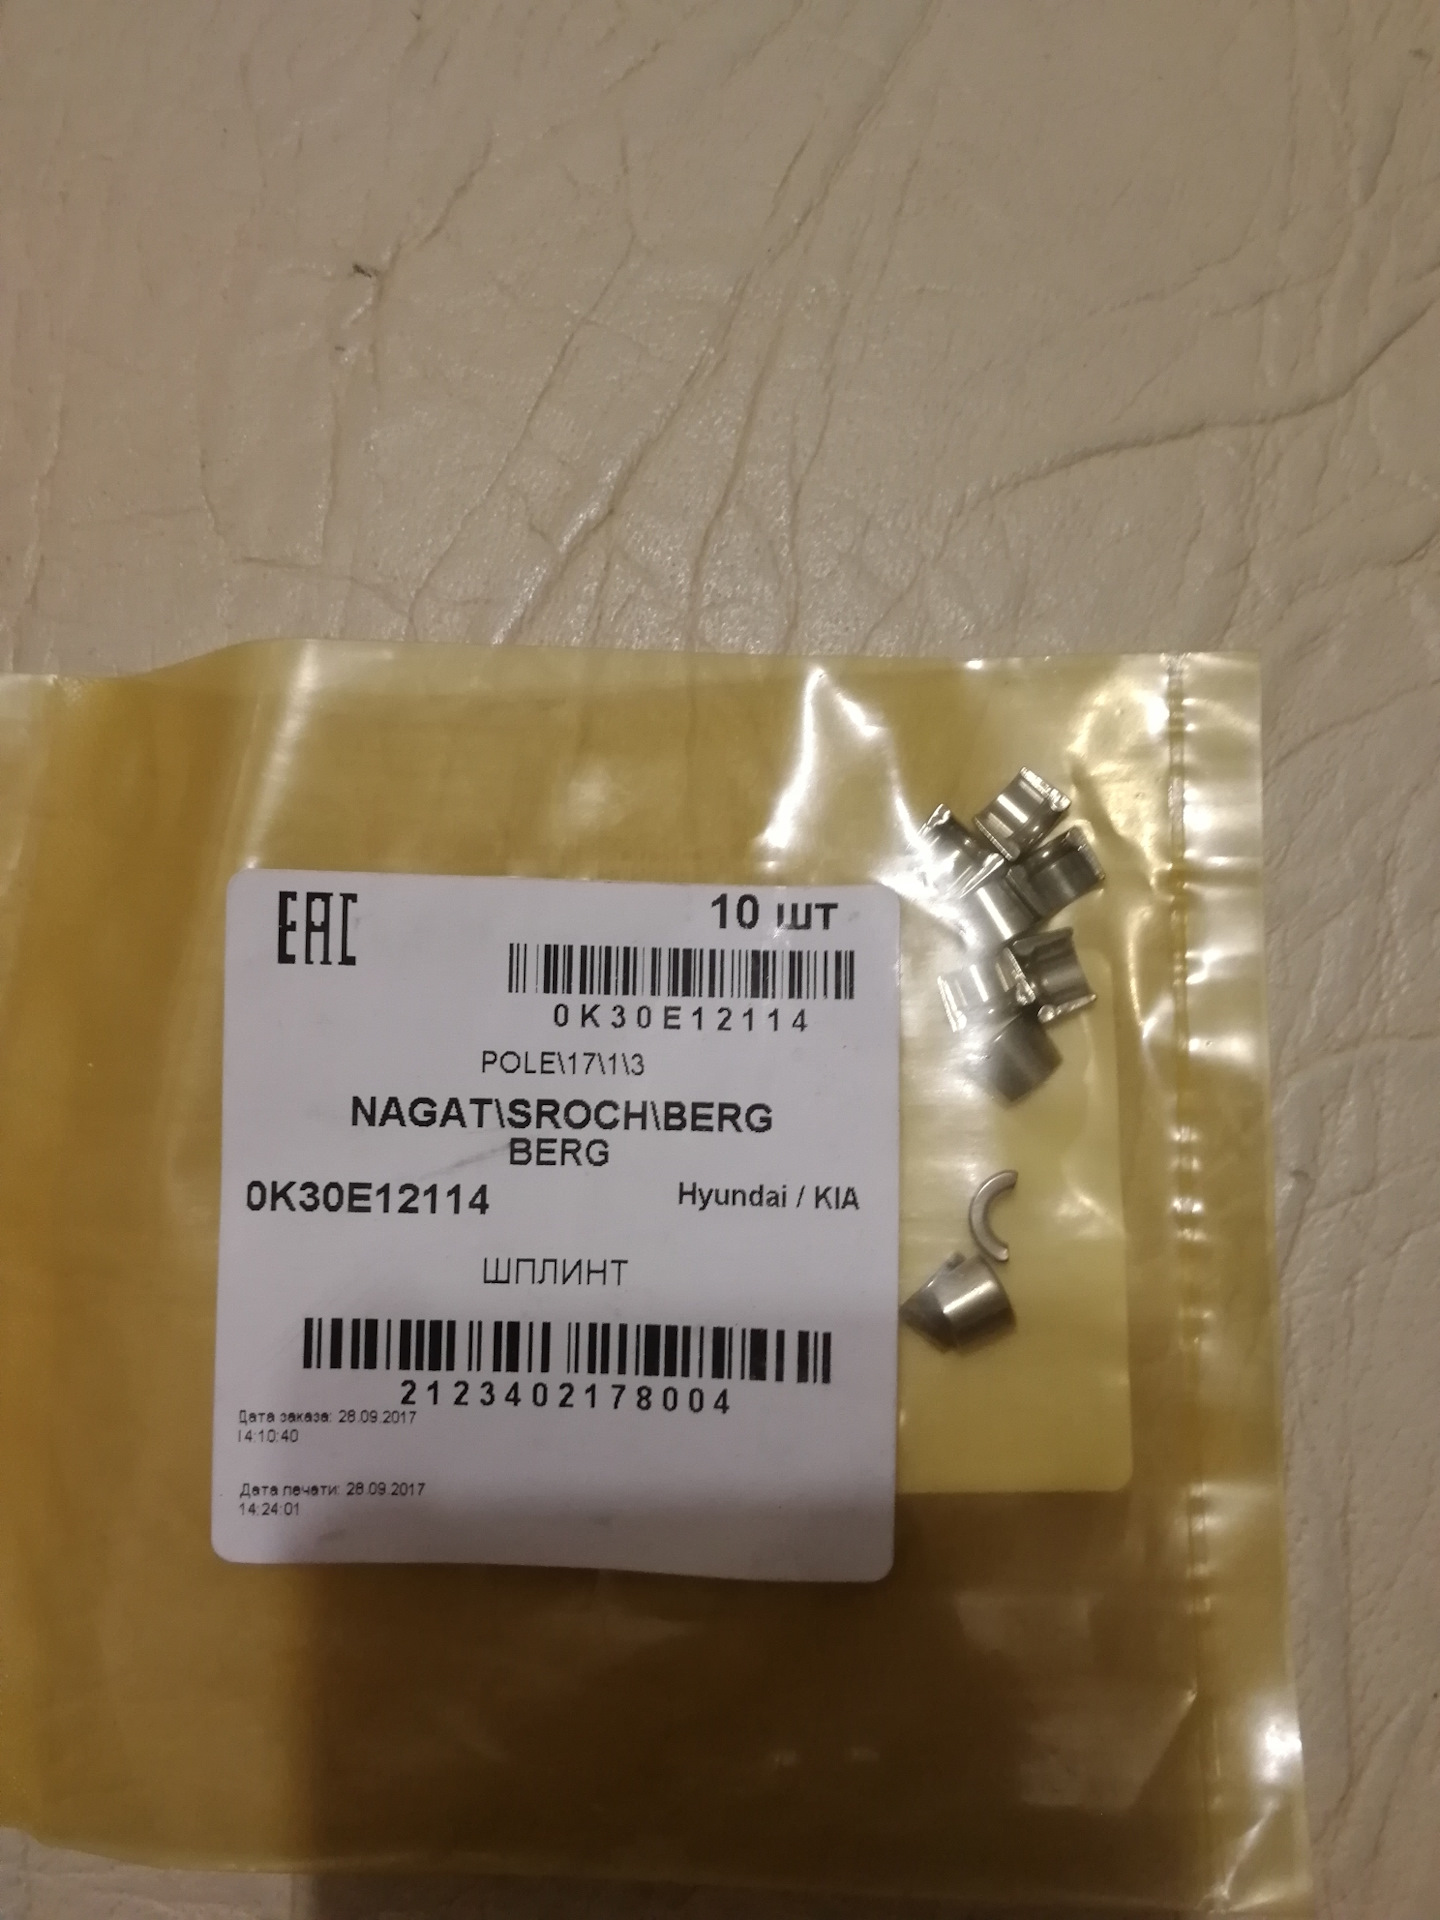 EAC
10 шт
0K30E12114
POLE\17\1\3
NAGAT\SROCH\BERG
BERG
0K30E12114 Hyundai / KIA
ШПЛИНТ
2123402178004
Дата заказа: 28.09.2017
14:10:40
Дата печати: 28.09.2017
14:24:01